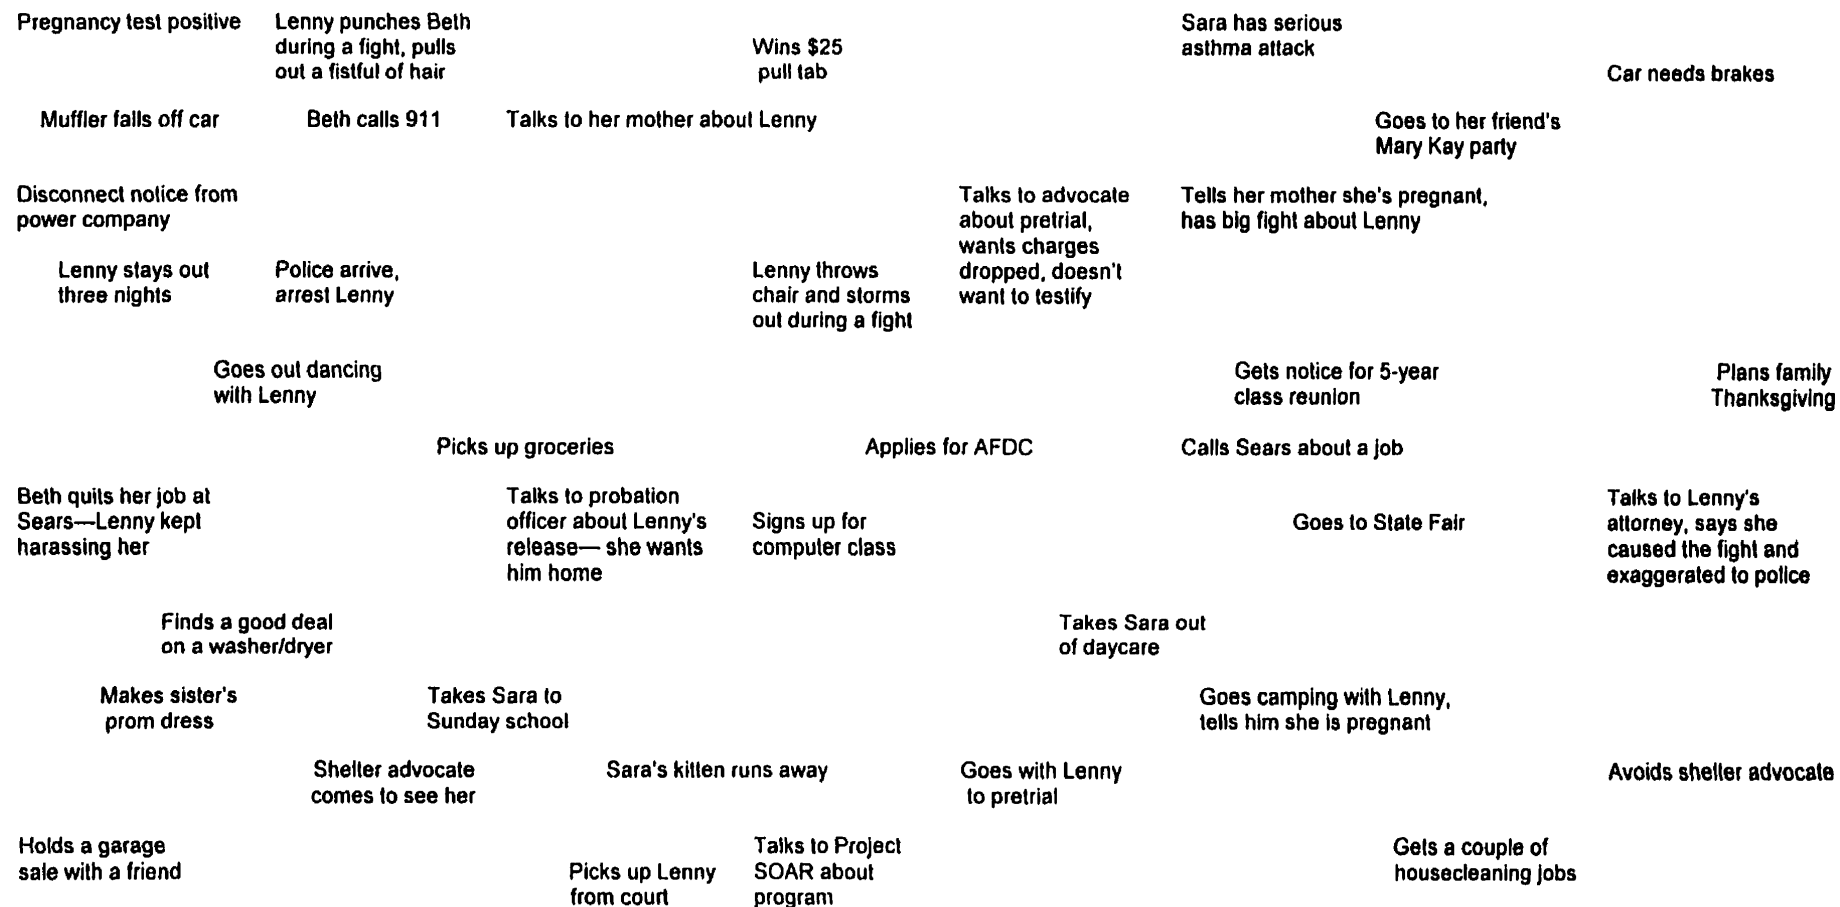 Pregnancy test positive
Lenny punches Beth
during a fight, pulls
out a fistful of hair
Wins $25
pull tab
Sara has serious
asthma attack
Car needs brakes
Muffler falls off car
Beth calls 911
Talks to her mother about Lenny
Goes to her friend's
Mary Kay party
Disconnect notice from
power company
Talks to advocate
about pretrial,
wants charges
dropped, doesn't
want to testify
Tells her mother she's pregnant,
has big fight about Lenny
Lenny stays out
three nights
Police arrive,
arrest Lenny
Lenny throws
chair and storms
out during a fight
Goes out dancing
with Lenny
Gets notice for 5-year
class reunion
Plans family
Thanksgiving
Picks up groceries
Applies for AFDC
Calls Sears about a job
Beth quits her job at
Sears—Lenny kept
harassing her
Talks to probation
officer about Lenny's
release— she wants
him home
Signs up for
computer class
Goes to State Fair
Talks to Lenny's
attorney, says she
caused the fight and
exaggerated to police
Finds a good deal
on a washer/dryer
Takes Sara out
of daycare
Makes sister's
prom dress
Takes Sara to
Sunday school
Goes camping with Lenny,
tells him she is pregnant
Shelter advocate
comes to see her
Sara's kitten runs away
Goes with Lenny
to pretrial
Avoids shelter advocate
Holds a garage
sale with a friend
Picks up Lenny
from court
Talks to Project
SOAR about
program
Gets a couple of
housecleaning jobs